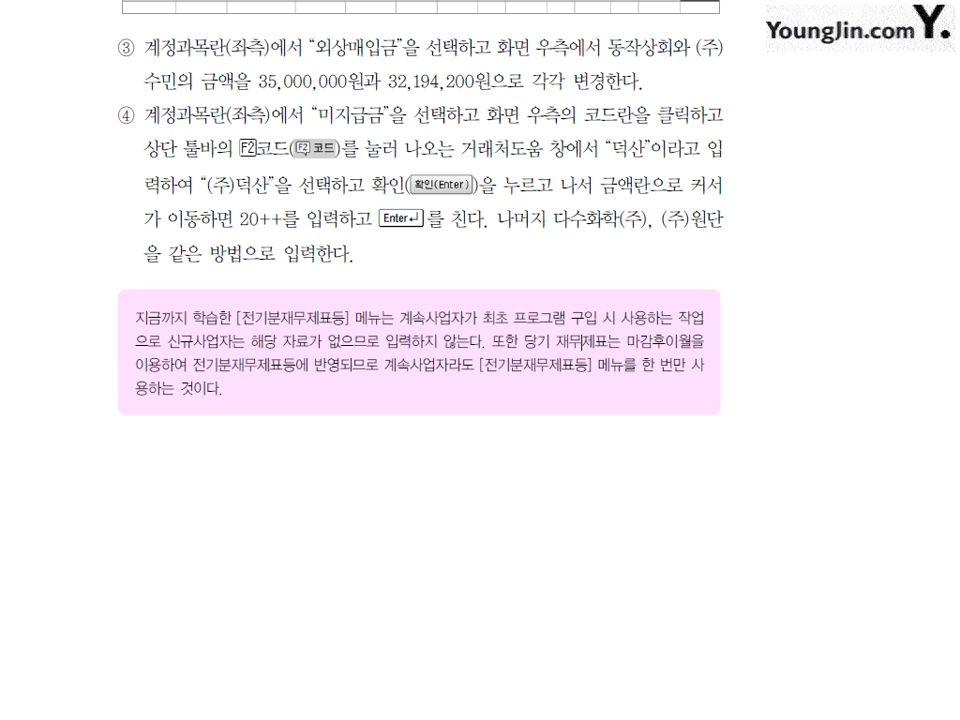 Younglin.com Y.
③ 계정과목란(좌측)에서 “외상매입금”을 선택하고 화면 우측에서 동작상회와 (주)
수민의 금액을 35,000,000원과 32,194,200원으로 각각 변경한다.
④ 계정과목란(좌측)에서 “미지급금”을 선택하고 화면 우측의 코드란을 클릭하고
상단 툴바의 F2코드(F2 코드)를 눌러 나오는 거래처도움 창에서 “덕산”이라고 입
력하여 “(주)덕산”을 선택하고 확인(확인(Enter))을 누르고 나서 금액란으로 커서
가 이동하면 20++를 입력하고 Enter↵를 친다. 나머지 다수화학(주), (주)원단
을 같은 방법으로 입력한다.
지금까지 학습한 [전기분재무제표등] 메뉴는 계속사업자가 최초 프로그램 구입 시 사용하는 작업
으로 신규사업자는 해당 자료가 없으므로 입력하지 않는다. 또한 당기 재무제표는 마감후이월을
이용하여 전기분재무제표등에 반영되므로 계속사업자라도 [전기분재무제표등] 메뉴를 한 번만 사
용하는 것이다.